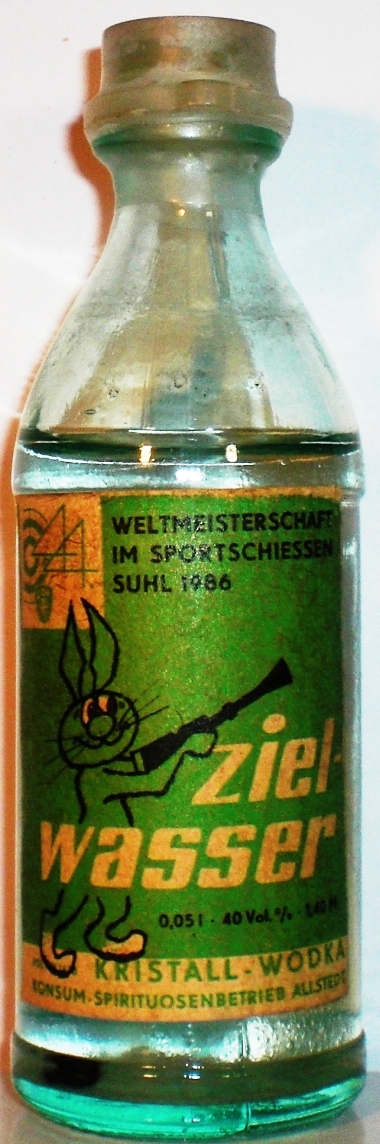 WELTMEISTERSCHAFT
IM SPORTSCHIESSEN
SUHL 1986
ziel-
wasser
0,05 l · 40 Vol.% · 1,40 M
KRISTALL-WODKA
KONSUM-SPIRITUOSENBETRIEB ALLSTEDT